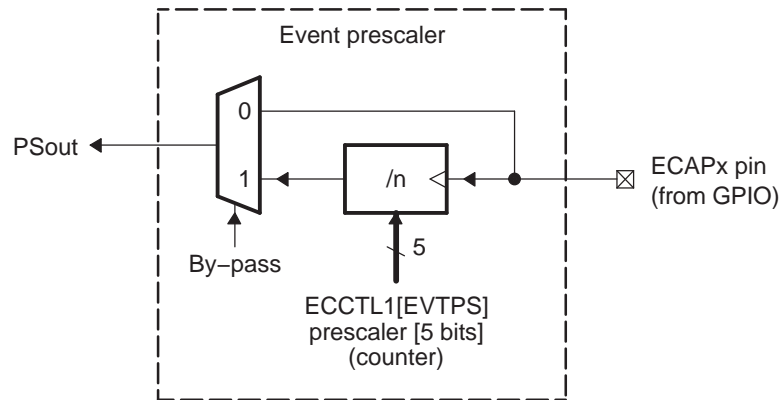 Event prescaler
0
PSout
1
/n
ECAPx pin
(from GPIO)
By−pass
5
ECCTL1[EVTPS]
prescaler [5 bits]
(counter)